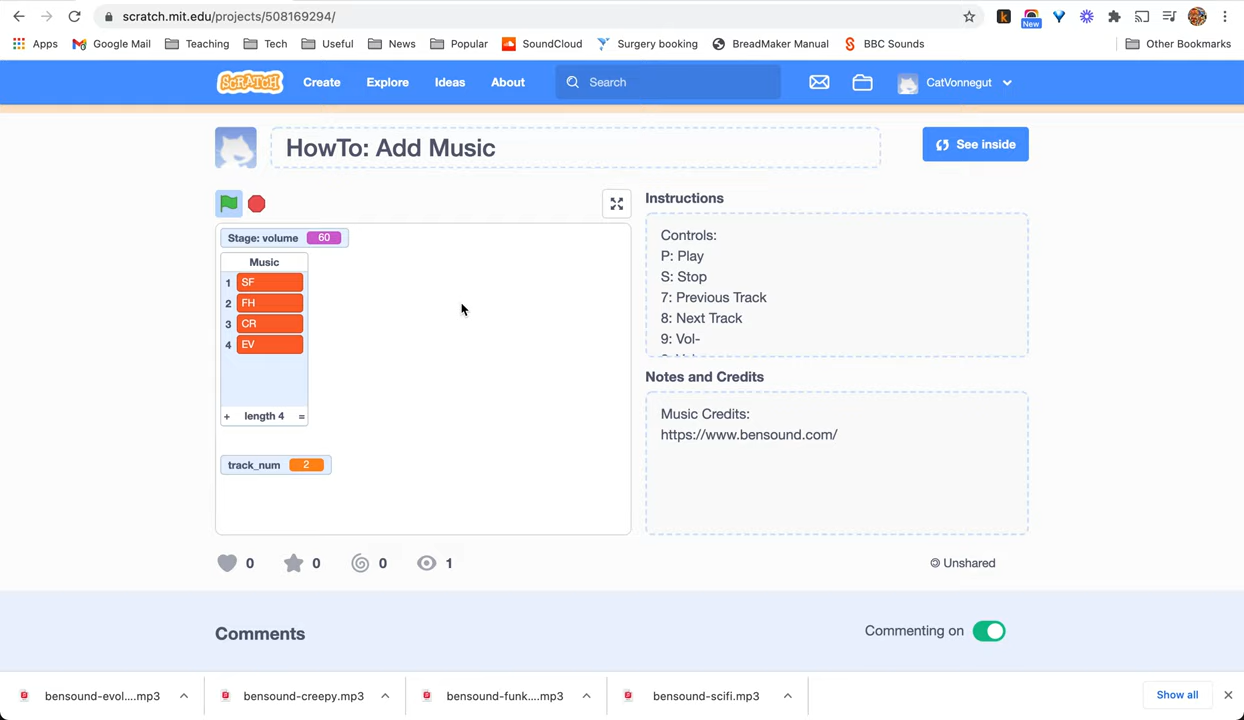 scratch.mit.edu/projects/508169294/
New
Apps
Google Mail
Teaching
Tech
Useful
News
Popular
SoundCloud
Surgery booking
BreadMaker Manual
BBC Sounds
Other Bookmarks
SCRATCH
Create
Explore
Ideas
About
Search
CatVonnegut
HowTo: Add Music
See inside
Stage: volume 60
Music
1 SF
2 FH
3 CR
4 EV
+ length 4 =
track_num 2
Instructions
Controls:
P: Play
S: Stop
7: Previous Track
8: Next Track
9: Vol-
Notes and Credits
Music Credits:
https://www.bensound.com/
0
0
0
1
Unshared
Comments
Commenting on
bensound-evol....mp3
bensound-creepy.mp3
bensound-funk....mp3
bensound-scifi.mp3
Show all